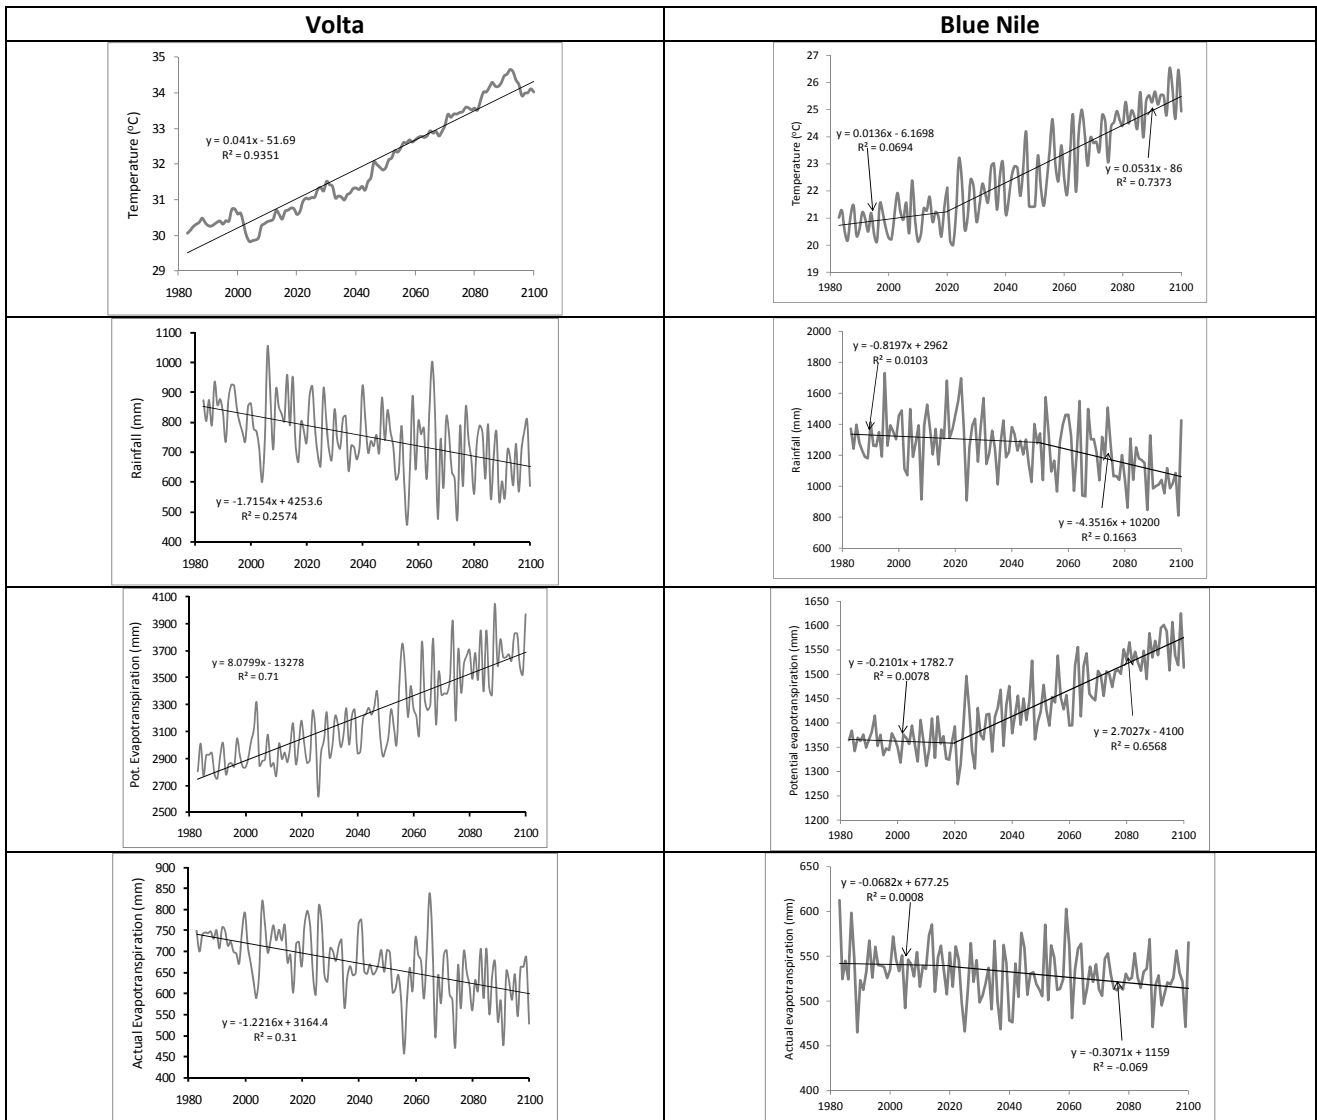 Volta
Blue Nile
Temperature (°C)
35
34
33
32
31
30
29
y = 0.041x - 51.69
R² = 0.9351
1980 2000 2020 2040 2060 2080 2100
Temperature (°C)
27
26
25
24
23
22
21
20
19
y = 0.0136x - 6.1698
R² = 0.0694
y = 0.0531x - 86
R² = 0.7373
1980 2000 2020 2040 2060 2080 2100
Rainfall (mm)
1100
1000
900
800
700
600
500
400
y = -1.7154x + 4253.6
R² = 0.2574
1980 2000 2020 2040 2060 2080 2100
Rainfall (mm)
2000
1800
1600
1400
1200
1000
800
600
y = -0.8197x + 2962
R² = 0.0103
y = -4.3516x + 10200
R² = 0.1663
1980 2000 2020 2040 2060 2080 2100
Pot. Evapotranspiration (mm)
4100
3900
3700
3500
3300
3100
2900
2700
2500
y = 8.0799x - 13278
R² = 0.71
1980 2000 2020 2040 2060 2080 2100
Potential evapotranspiration (mm)
1650
1600
1550
1500
1450
1400
1350
1300
1250
1200
y = -0.2101x + 1782.7
R² = 0.0078
y = 2.7027x - 4100
R² = 0.6568
1980 2000 2020 2040 2060 2080 2100
Actual Evapotranspiration (mm)
900
850
800
750
700
650
600
550
500
450
400
y = -1.2216x + 3164.4
R² = 0.31
1980 2000 2020 2040 2060 2080 2100
Actual evapotranspiration (mm)
650
600
550
500
450
400
y = -0.0682x + 677.25
R² = 0.0008
y = -0.3071x + 1159
R² = -0.069
1980 2000 2020 2040 2060 2080 2100